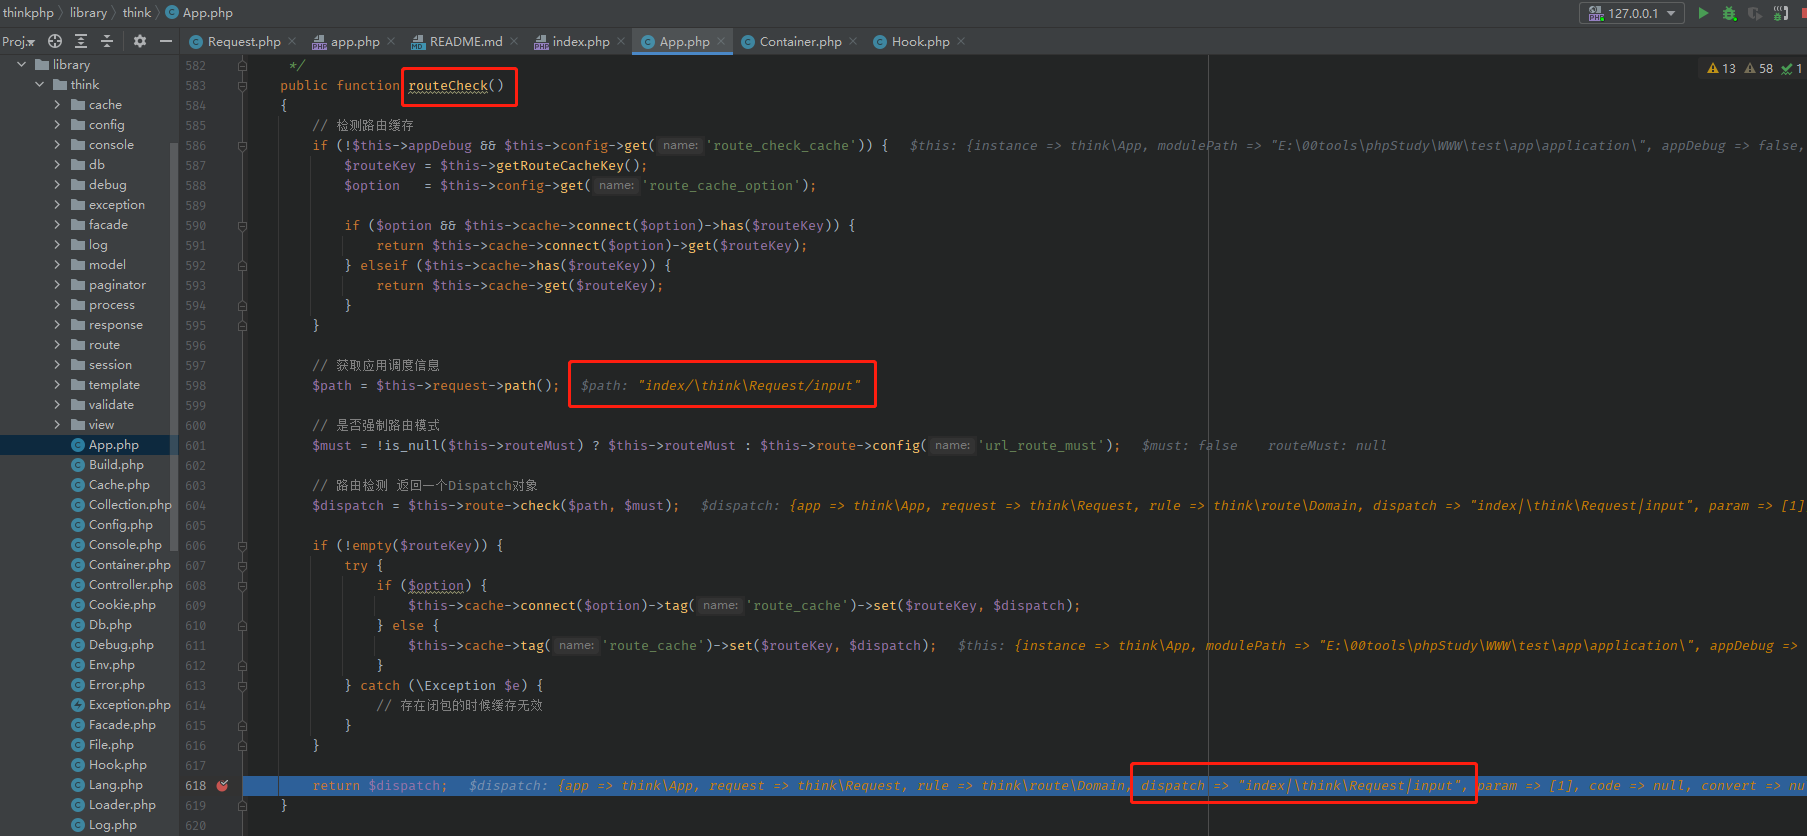 thinkphp library think App.php 127.0.0.1
Proj Request.php app.php README.md index.php App.php Container.php Hook.php
13 58 1
library
think
cache
config
console
db
debug
exception
facade
log
model
paginator
process
response
route
session
template
validate
view
App.php
Build.php
Cache.php
Collection.php
Config.php
Console.php
Container.php
Controller.php
Cookie.php
Db.php
Debug.php
Env.php
Error.php
Exception.php
Facade.php
File.php
Hook.php
Lang.php
Loader.php
Log.php
582 */
583 public function routeCheck()
584 {
585 // 检测路由缓存
586 if (!$this->appDebug && $this->config->get( name: 'route_check_cache')) { $this: {instance => think\App, modulePath => "E:\00tools\phpStudy\WWW\test\app\application\", appDebug => false,
587 $routeKey = $this->getRouteCacheKey();
588 $option = $this->config->get( name: 'route_cache_option');
589
590 if ($option && $this->cache->connect($option)->has($routeKey)) {
591 return $this->cache->connect($option)->get($routeKey);
592 } elseif ($this->cache->has($routeKey)) {
593 return $this->cache->get($routeKey);
594 }
595 }
596
597 // 获取应用调度信息
598 $path = $this->request->path(); $path: "index/\think\Request/input"
599
600 // 是否强制路由模式
601 $must = !is_null($this->routeMust) ? $this->routeMust : $this->route->config( name: 'url_route_must'); $must: false routeMust: null
602
603 // 路由检测 返回一个Dispatch对象
604 $dispatch = $this->route->check($path, $must); $dispatch: {app => think\App, request => think\Request, rule => think\route\Domain, dispatch => "index|\think\Request|input", param => [1]
605
606 if (!empty($routeKey)) {
607 try {
608 if ($option) {
609 $this->cache->connect($option)->tag( name: 'route_cache')->set($routeKey, $dispatch);
610 } else {
611 $this->cache->tag( name: 'route_cache')->set($routeKey, $dispatch); $this: {instance => think\App, modulePath => "E:\00tools\phpStudy\WWW\test\app\application\", appDebug =>
612 }
613 } catch (\Exception $e) {
614 // 存在闭包的时候缓存无效
615 }
616 }
617
618 return $dispatch; $dispatch: {app => think\App, request => think\Request, rule => think\route\Domain, dispatch => "index|\think\Request|input", param => [1], code => null, convert => nu
619 }
620